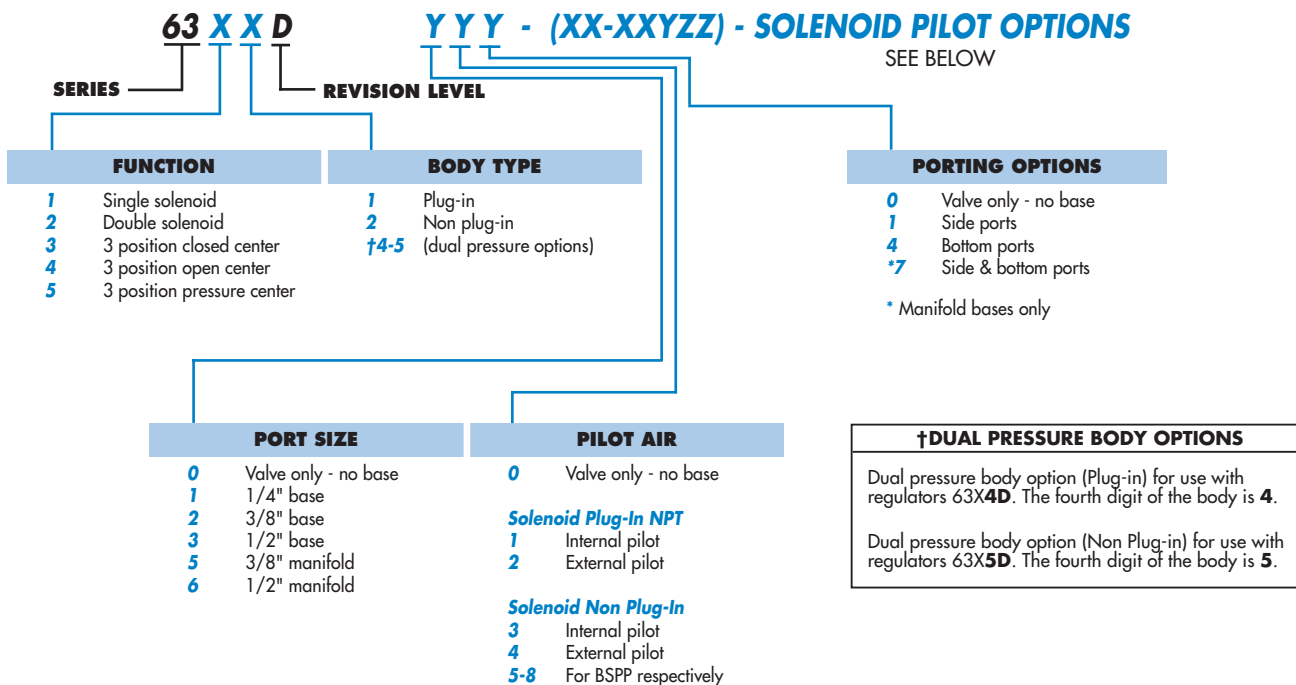 63 X X D Y Y Y - (XX-XXYZZ) - SOLENOID PILOT OPTIONS
SEE BELOW
SERIES
REVISION LEVEL
FUNCTION
1 Single solenoid
2 Double solenoid
3 3 position closed center
4 3 position open center
5 3 position pressure center
BODY TYPE
1 Plug-in
2 Non plug-in
†4-5 (dual pressure options)
PORTING OPTIONS
0 Valve only - no base
1 Side ports
4 Bottom ports
*7 Side & bottom ports
* Manifold bases only
PORT SIZE
0 Valve only - no base
1 1/4" base
2 3/8" base
3 1/2" base
5 3/8" manifold
6 1/2" manifold
PILOT AIR
0 Valve only - no base
Solenoid Plug-In NPT
1 Internal pilot
2 External pilot
Solenoid Non Plug-In
3 Internal pilot
4 External pilot
5-8 For BSPP respectively
†DUAL PRESSURE BODY OPTIONS
Dual pressure body option (Plug-in) for use with
regulators 63X4D. The fourth digit of the body is 4.
Dual pressure body option (Non Plug-in) for use with
regulators 63X5D. The fourth digit of the body is 5.